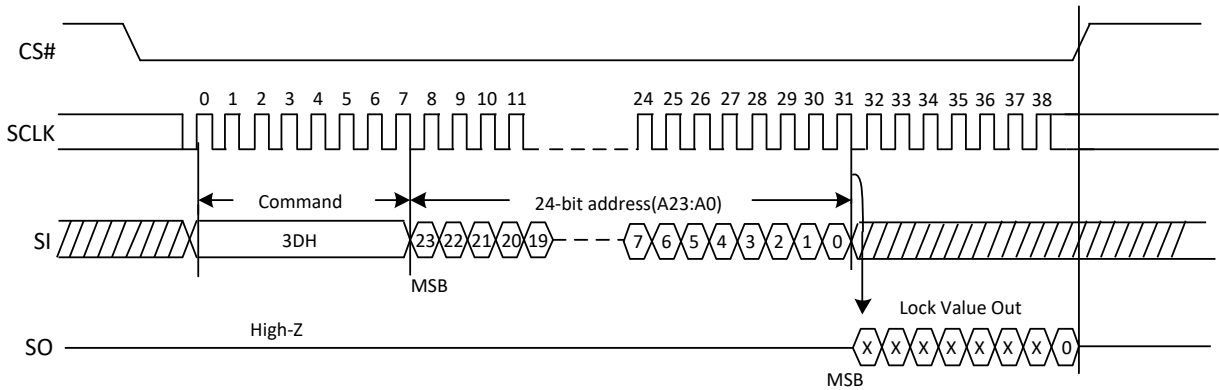 CS#
0 1 2 3 4 5 6 7 8 9 10 11 24 25 26 27 28 29 30 31 32 33 34 35 36 37 38
SCLK
Command 24-bit address(A23:A0)
SI 3DH 23 22 21 20 19 7 6 5 4 3 2 1 0
MSB
Lock Value Out
High-Z
SO X X X X X X X 0
MSB